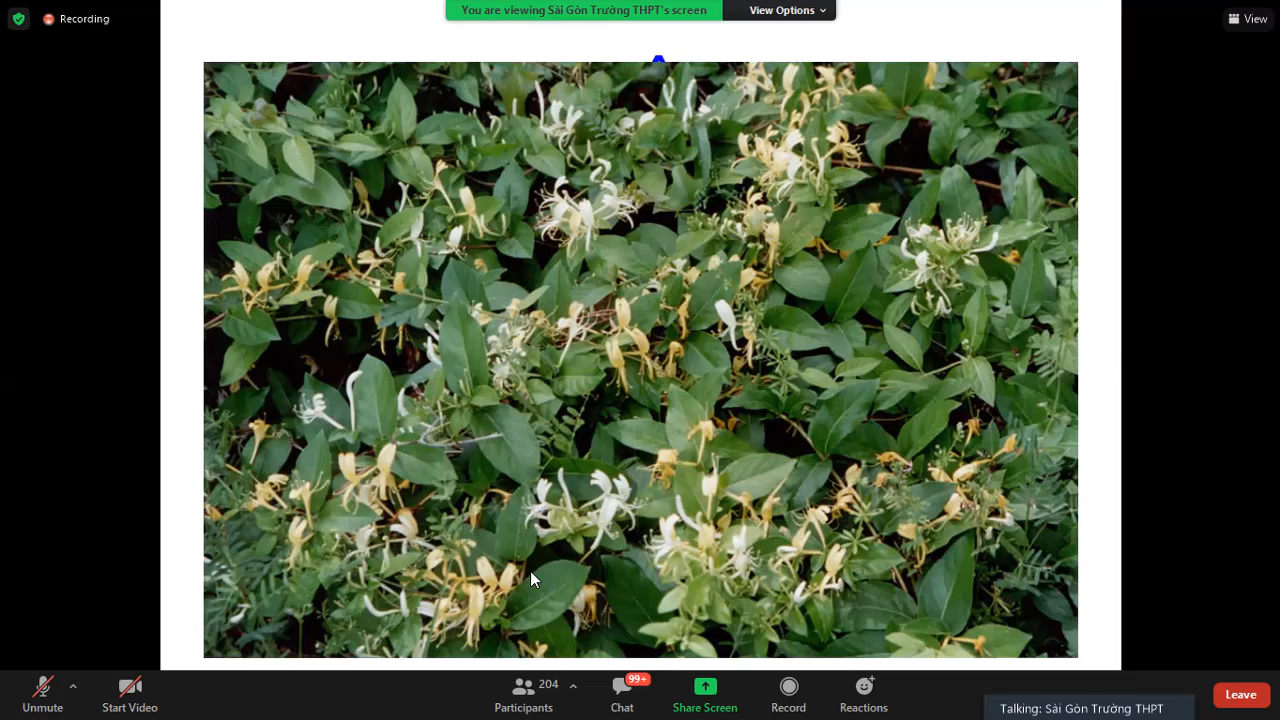 Recording
You are viewing Sài Gòn Trường THPT's screen
View Options
View
Unmute
Start Video
204
Participants
99+
Chat
Share Screen
Record
Reactions
Talking: Sài Gòn Trường THPT
Leave